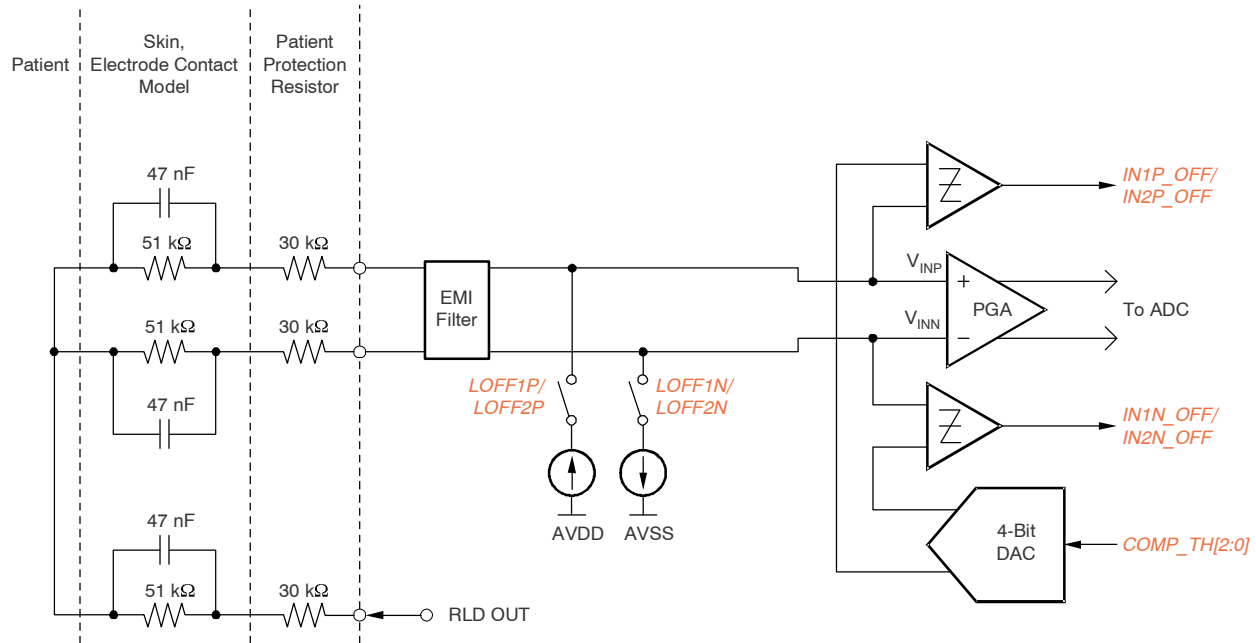 Patient
Skin,
Electrode Contact
Model
Patient
Protection
Resistor
47 nF
51 kΩ
30 kΩ
51 kΩ
30 kΩ
47 nF
47 nF
51 kΩ
30 kΩ
RLD OUT
EMI
Filter
LOFF1P/
LOFF2P
LOFF1N/
LOFF2N
AVDD
AVSS
VINP
VINN
+
−
PGA
To ADC
IN1P_OFF/
IN2P_OFF
IN1N_OFF/
IN2N_OFF
4-Bit
DAC
COMP_TH[2:0]